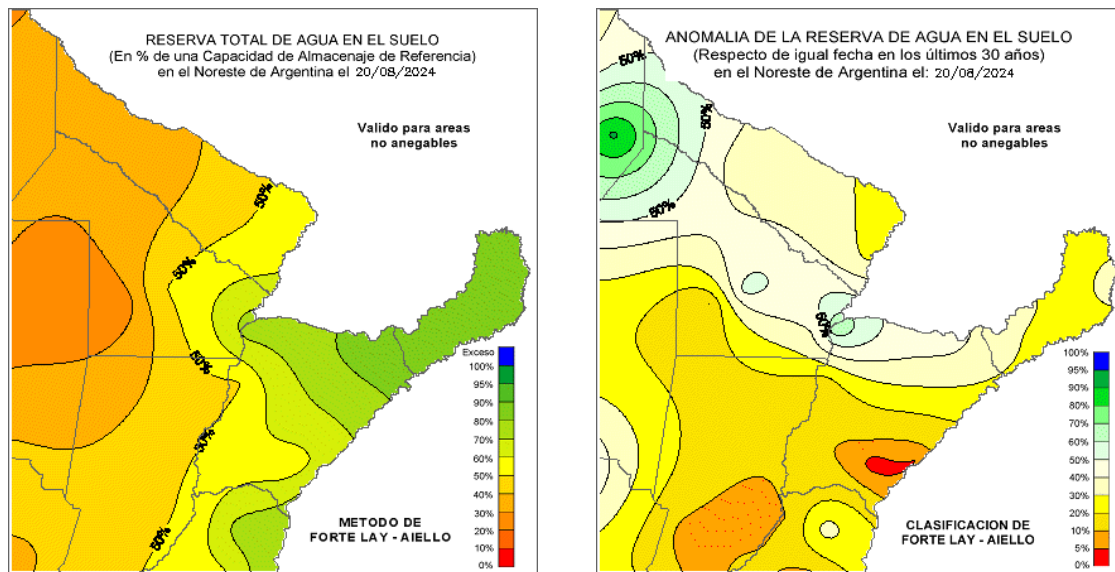 RESERVA TOTAL DE AGUA EN EL SUELO
(En % de una Capacidad de Almacenaje de Referencia)
en el Noreste de Argentina el 20/08/2024
Valido para areas
no anegables
50%
50%
50%
50%
50%
Exceso
100%
95%
90%
80%
70%
60%
50%
40%
30%
20%
10%
0%
METODO DE
FORTE LAY - AIELLO
ANOMALIA DE LA RESERVA DE AGUA EN EL SUELO
(Respecto de igual fecha en los últimos 30 años)
en el Noreste de Argentina el: 20/08/2024
50%
Valido para areas
no anegables
50%
50%
50%
100%
95%
90%
80%
70%
60%
50%
40%
30%
20%
10%
5%
0%
CLASIFICACION DE
FORTE LAY - AIELLO